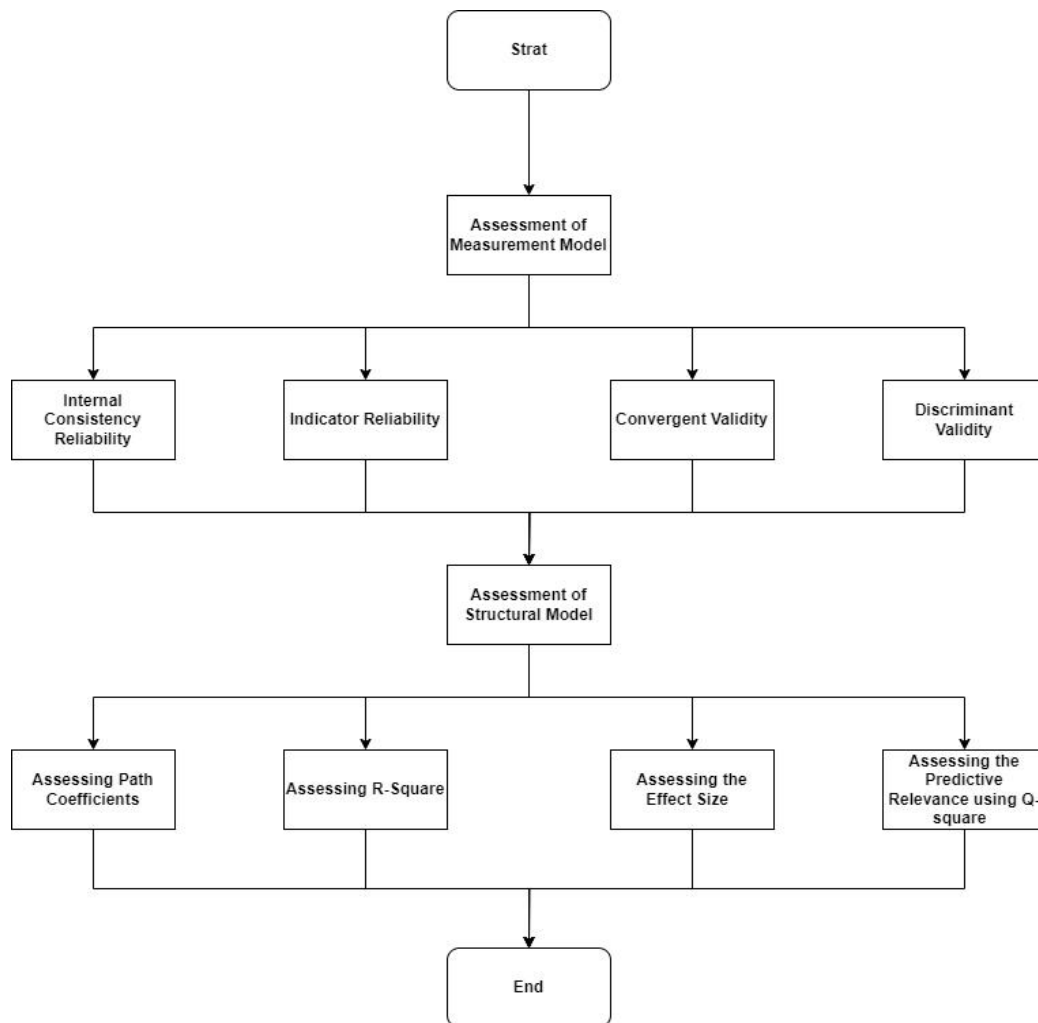 Strat
Assessment of
Measurement Model
Internal
Consistency
Reliability
Indicator Reliability
Convergent Validity
Discriminant
Validity
Assessment of
Structural Model
Assessing Path
Coefficients
Assessing R-Square
Assessing the
Effect Size
Assessing the
Predictive
Relevance using Q-
square
End